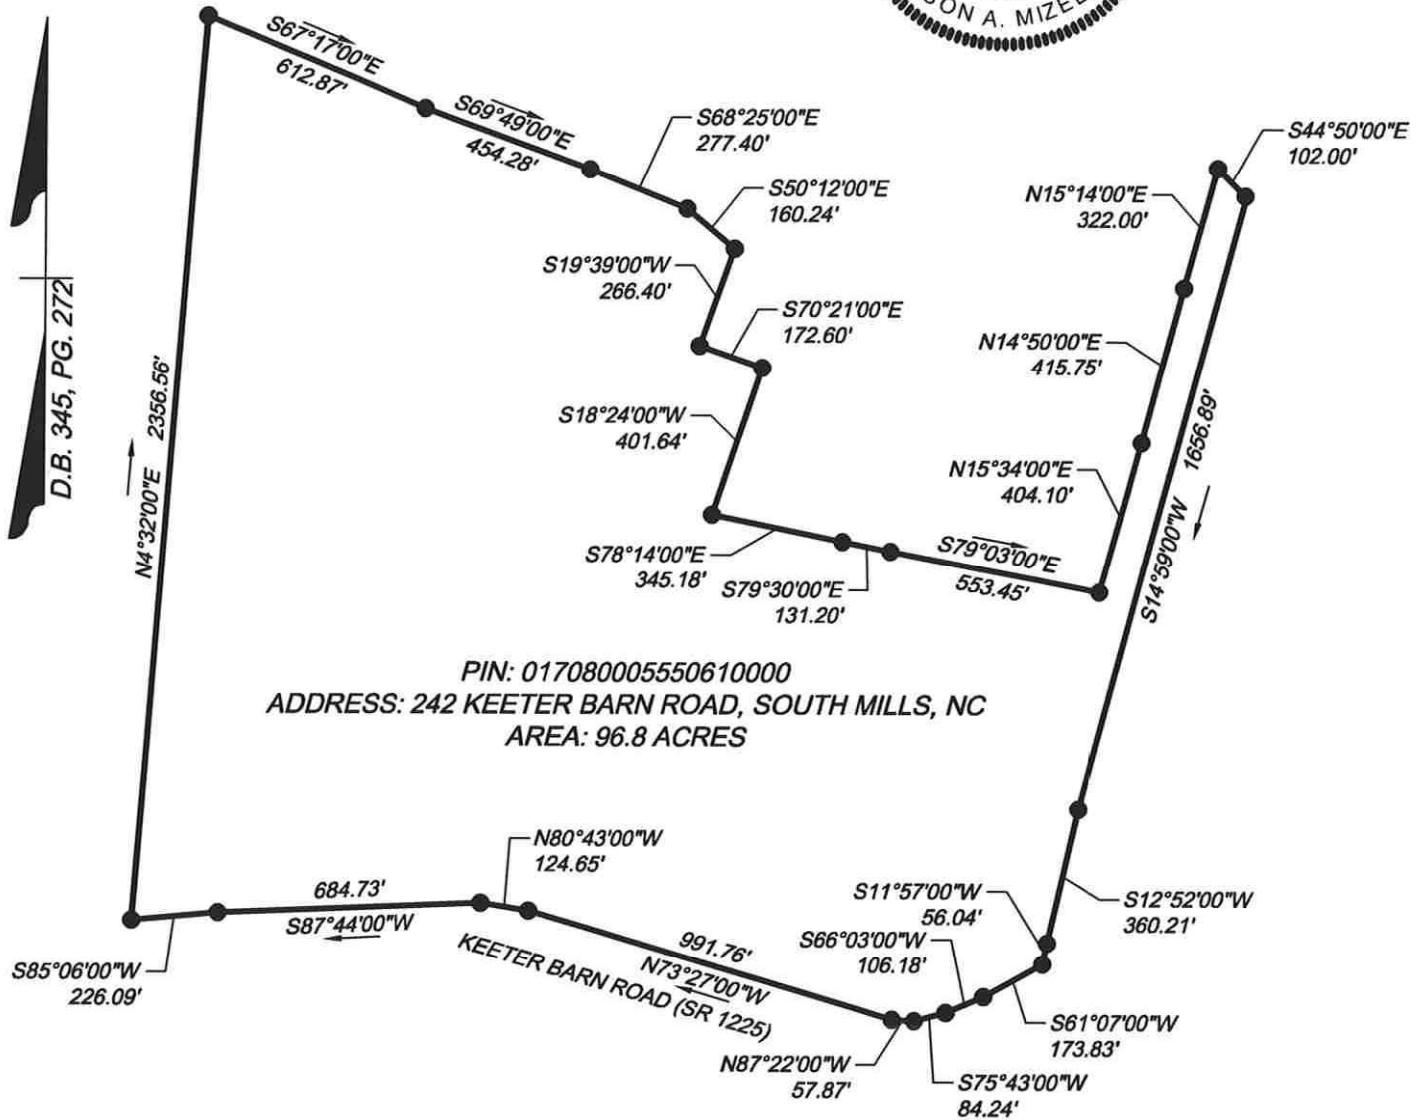 SON A. MIZEL
S67°17'00"E
612.87'
S69°49'00"E
454.28'
S68°25'00"E
277.40'
S50°12'00"E
160.24'
S19°39'00"W
266.40'
S70°21'00"E
172.60'
S18°24'00"W
401.64'
S78°14'00"E
345.18'
S79°30'00"E
131.20'
S79°03'00"E
553.45'
N15°34'00"E
404.10'
N14°50'00"E
415.75'
N15°14'00"E
322.00'
S44°50'00"E
102.00'
S14°59'00"W 1656.89'
D.B. 345, PG. 272
N4°32'00"E 2356.56'
PIN: 017080005550610000
ADDRESS: 242 KEETER BARN ROAD, SOUTH MILLS, NC
AREA: 96.8 ACRES
S12°52'00"W
360.21'
S11°57'00"W
56.04'
S61°07'00"W
173.83'
S66°03'00"W
106.18'
S75°43'00"W
84.24'
N87°22'00"W
57.87'
991.76'
N73°27'00"W
KEETER BARN ROAD (SR 1225)
N80°43'00"W
124.65'
684.73'
S87°44'00"W
S85°06'00"W
226.09'